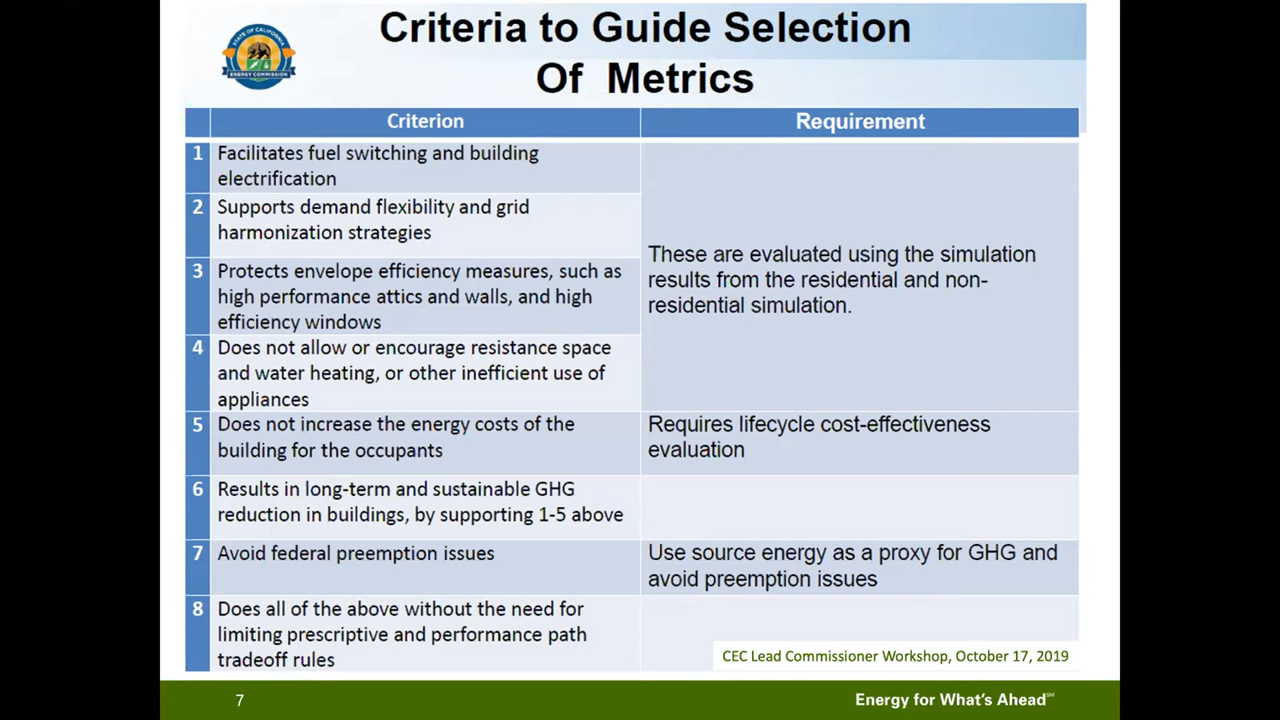 Criteria to Guide Selection
Of Metrics
STATE OF CALIFORNIA
ENERGY COMMISSION
Criterion
Requirement
1 Facilitates fuel switching and building
electrification
2 Supports demand flexibility and grid
harmonization strategies
3 Protects envelope efficiency measures, such as
high performance attics and walls, and high
efficiency windows
4 Does not allow or encourage resistance space
and water heating, or other inefficient use of
appliances
These are evaluated using the simulation
results from the residential and non-
residential simulation.
5 Does not increase the energy costs of the
building for the occupants
Requires lifecycle cost-effectiveness
evaluation
6 Results in long-term and sustainable GHG
reduction in buildings, by supporting 1-5 above
7 Avoid federal preemption issues
Use source energy as a proxy for GHG and
avoid preemption issues
8 Does all of the above without the need for
limiting prescriptive and performance path
tradeoff rules
CEC Lead Commissioner Workshop, October 17, 2019
7
Energy for What's Ahead℠